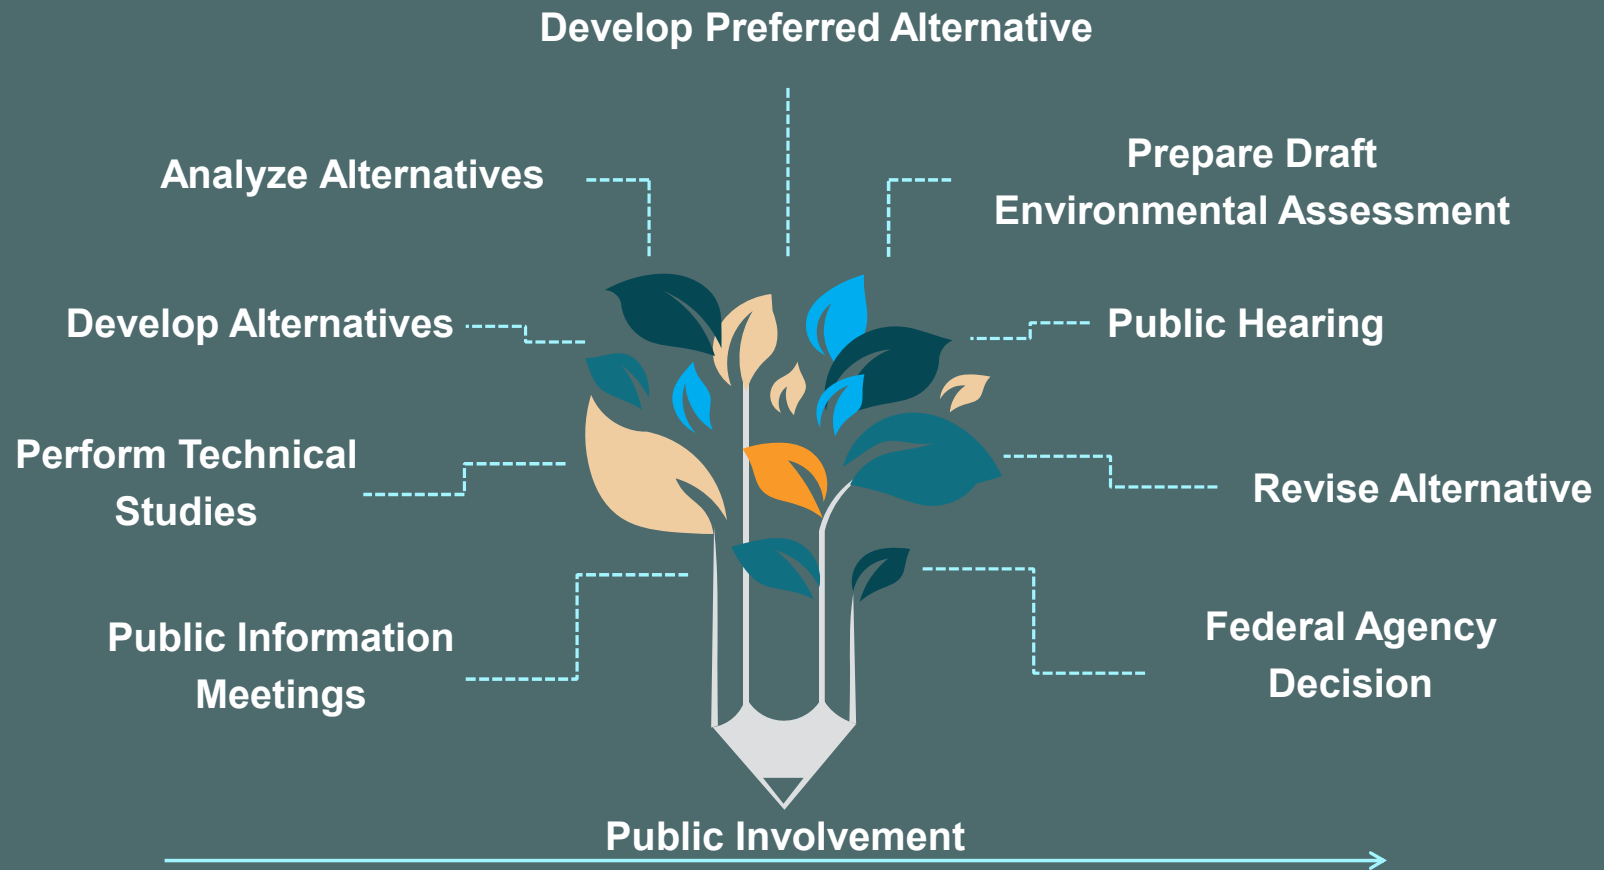 Develop Preferred Alternative
Analyze Alternatives
Prepare Draft
Environmental Assessment
Develop Alternatives
Public Hearing
Perform Technical
Studies
Revise Alternative
Public Information
Meetings
Federal Agency
Decision
Public Involvement